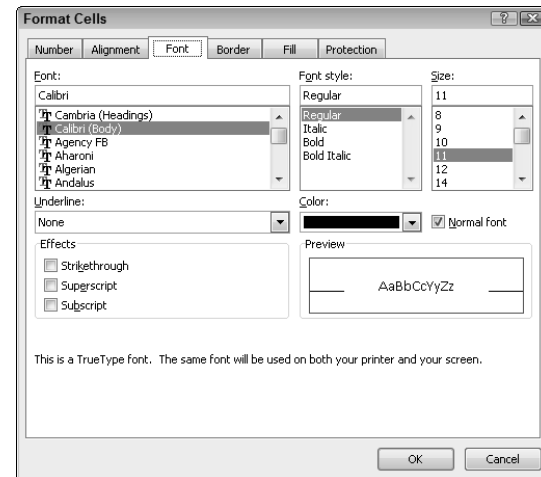 Format Cells
Number Alignment Font Border Fill Protection
Font: Font style: Size:
Calibri Regular 11
Cambria (Headings) Regular 8
Calibri (Body) Italic 9
Agency FB Bold 10
Aharoni Bold Italic 11
Algerian 12
Andalus 14
Underline: Color:
None Normal font
Effects Preview
Strikethrough
Superscript AaBbCcYyZz
Subscript
This is a TrueType font. The same font will be used on both your printer and your screen.
OK Cancel